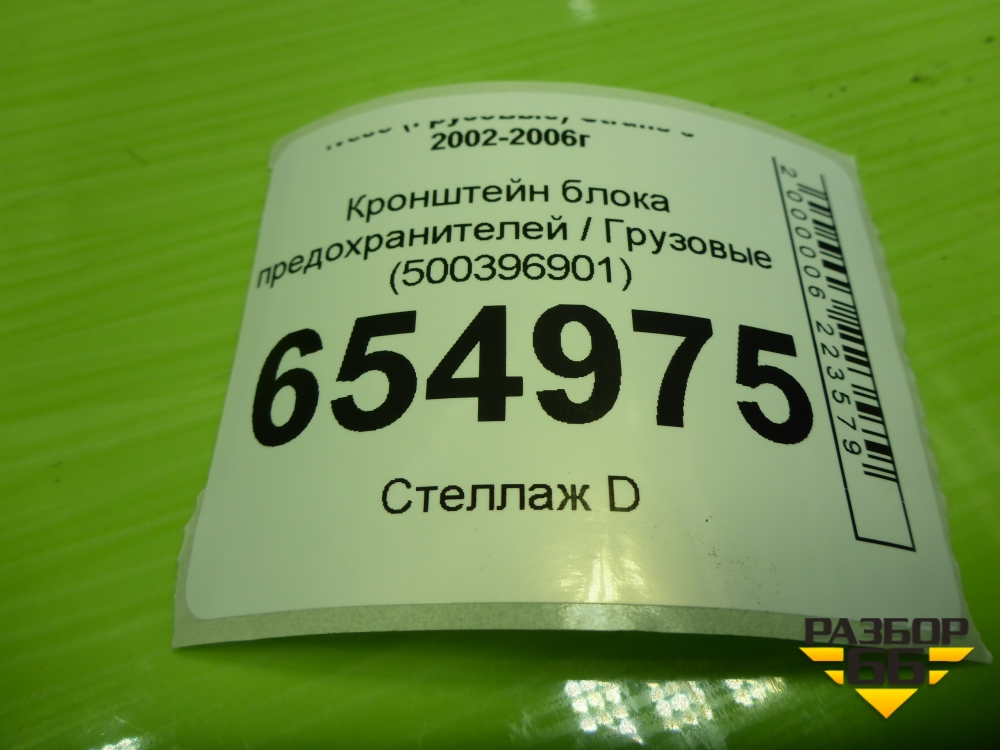 2002-2006г
Кронштейн блока
предохранителей / Грузовые
(500396901)
654975
Стеллаж D
2000006223579
РАЗБОР
66